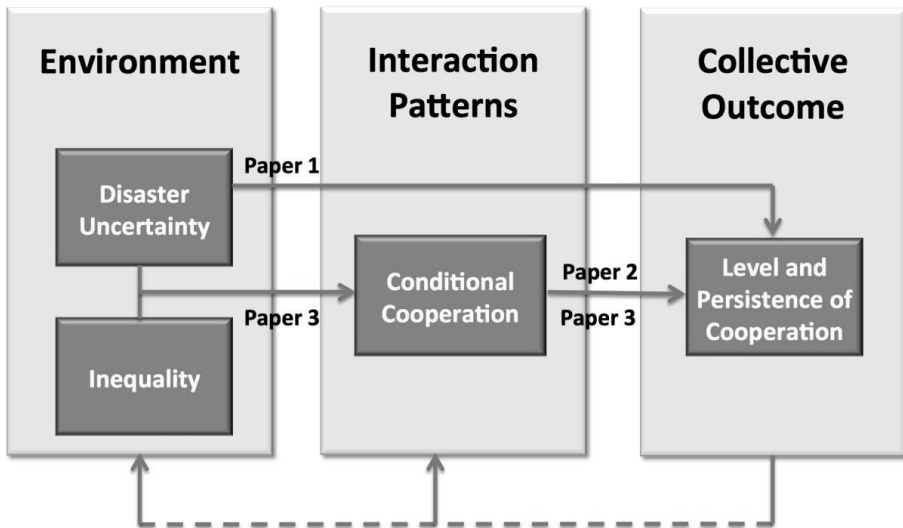 Environment
Interaction
Patterns
Collective
Outcome
Paper 1
Disaster
Uncertainty
Conditional
Cooperation
Paper 2
Level and
Persistence of
Cooperation
Paper 3
Paper 3
Inequality